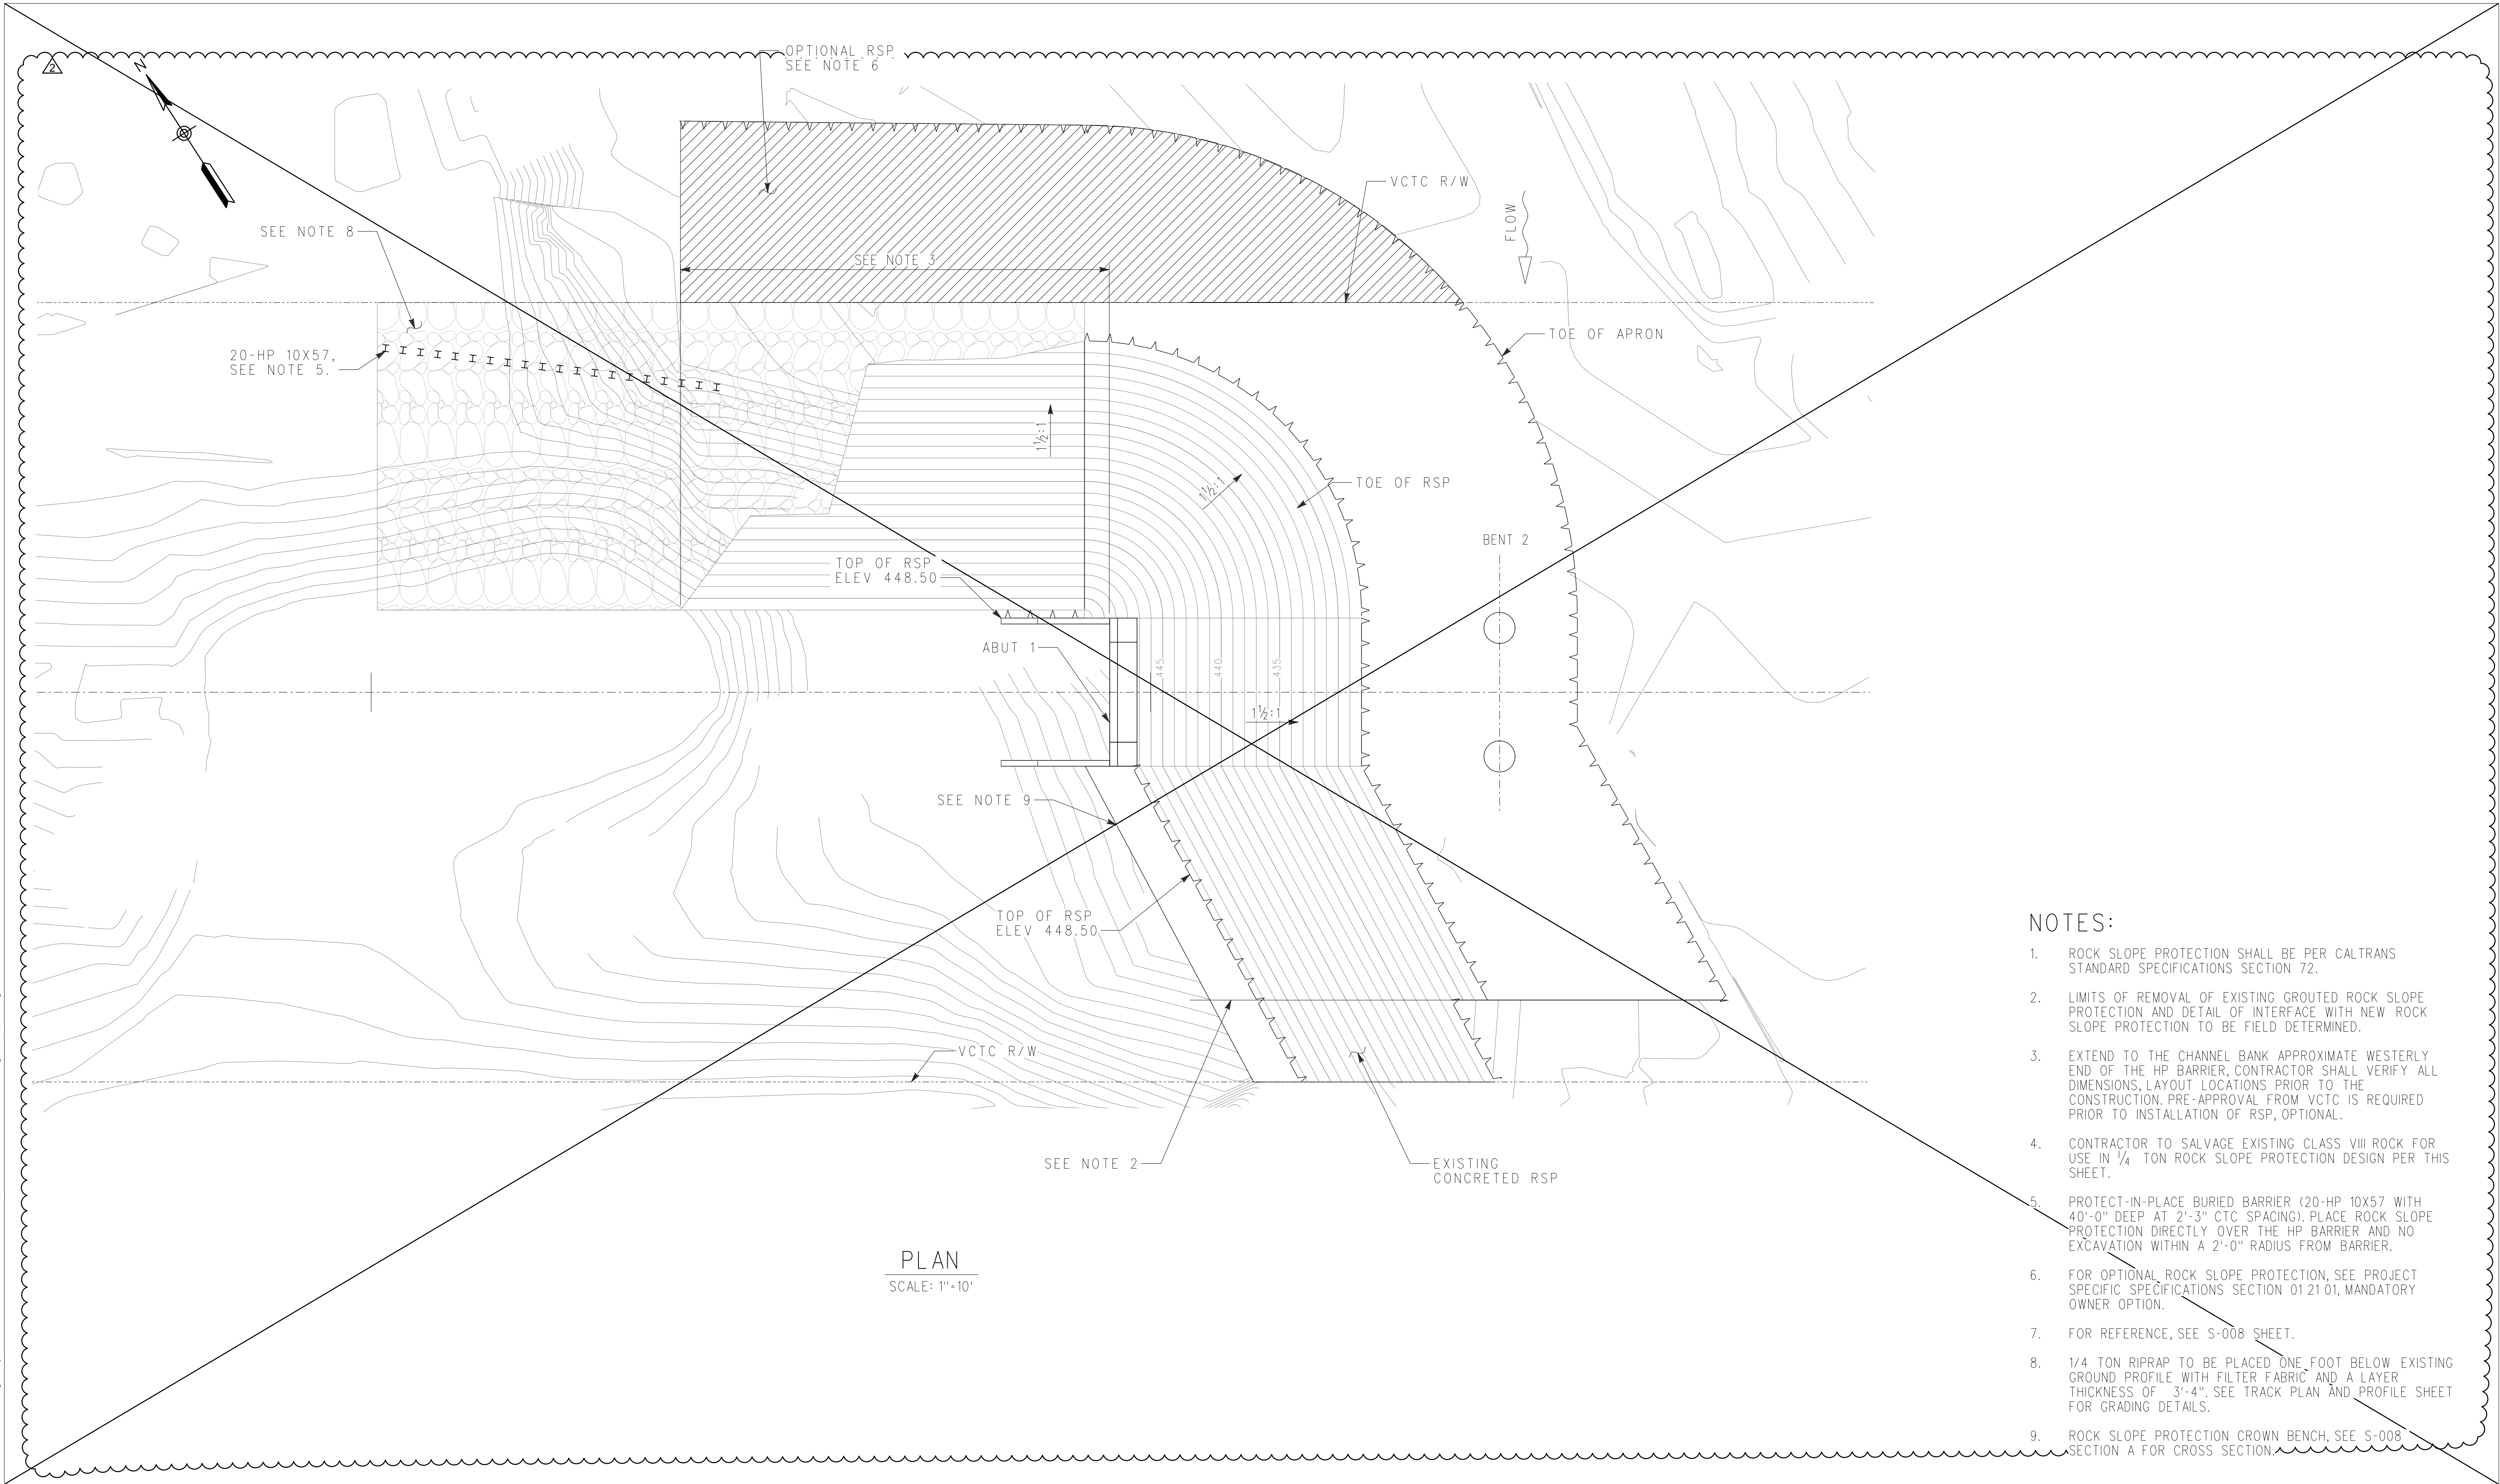 OPTIONAL RSP
SEE NOTE 6
2
N
VCTC R/W
FLOW
SEE NOTE 8
SEE NOTE 3
TOE OF APRON
20-HP 10X57,
SEE NOTE 5.
1½:1
1½:1
TOE OF RSP
BENT 2
TOP OF RSP
ELEV 448.50
ABUT 1
445
440
435
1½:1
SEE NOTE 9
TOP OF RSP
ELEV 448.50
VCTC R/W
SEE NOTE 2
EXISTING
CONCRETED RSP
PLAN
SCALE: 1"=10'
NOTES:
1. ROCK SLOPE PROTECTION SHALL BE PER CALTRANS
STANDARD SPECIFICATIONS SECTION 72.
2. LIMITS OF REMOVAL OF EXISTING GROUTED ROCK SLOPE
PROTECTION AND DETAIL OF INTERFACE WITH NEW ROCK
SLOPE PROTECTION TO BE FIELD DETERMINED.
3. EXTEND TO THE CHANNEL BANK APPROXIMATE WESTERLY
END OF THE HP BARRIER, CONTRACTOR SHALL VERIFY ALL
DIMENSIONS, LAYOUT LOCATIONS PRIOR TO THE
CONSTRUCTION. PRE-APPROVAL FROM VCTC IS REQUIRED
PRIOR TO INSTALLATION OF RSP, OPTIONAL.
4. CONTRACTOR TO SALVAGE EXISTING CLASS VIII ROCK FOR
USE IN 1/4 TON ROCK SLOPE PROTECTION DESIGN PER THIS
SHEET.
5. PROTECT-IN-PLACE BURIED BARRIER (20-HP 10X57 WITH
40'-0" DEEP AT 2'-3" CTC SPACING). PLACE ROCK SLOPE
PROTECTION DIRECTLY OVER THE HP BARRIER AND NO
EXCAVATION WITHIN A 2'-0" RADIUS FROM BARRIER.
6. FOR OPTIONAL ROCK SLOPE PROTECTION, SEE PROJECT
SPECIFIC SPECIFICATIONS SECTION 01 21 01, MANDATORY
OWNER OPTION.
7. FOR REFERENCE, SEE S-008 SHEET.
8. 1/4 TON RIPRAP TO BE PLACED ONE FOOT BELOW EXISTING
GROUND PROFILE WITH FILTER FABRIC AND A LAYER
THICKNESS OF 3'-4". SEE TRACK PLAN AND PROFILE SHEET
FOR GRADING DETAILS.
9. ROCK SLOPE PROTECTION CROWN BENCH, SEE S-008
SECTION A FOR CROSS SECTION.